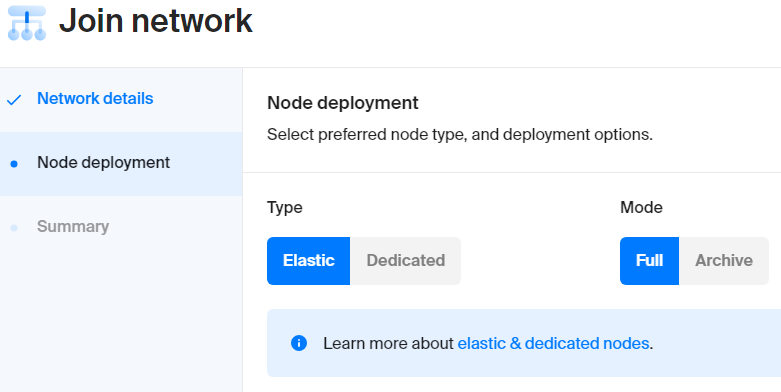 Join network
Network details
Node deployment
Summary
Node deployment
Select preferred node type, and deployment options.
Type
Mode
Elastic
Dedicated
Full
Archive
Learn more about elastic & dedicated nodes.